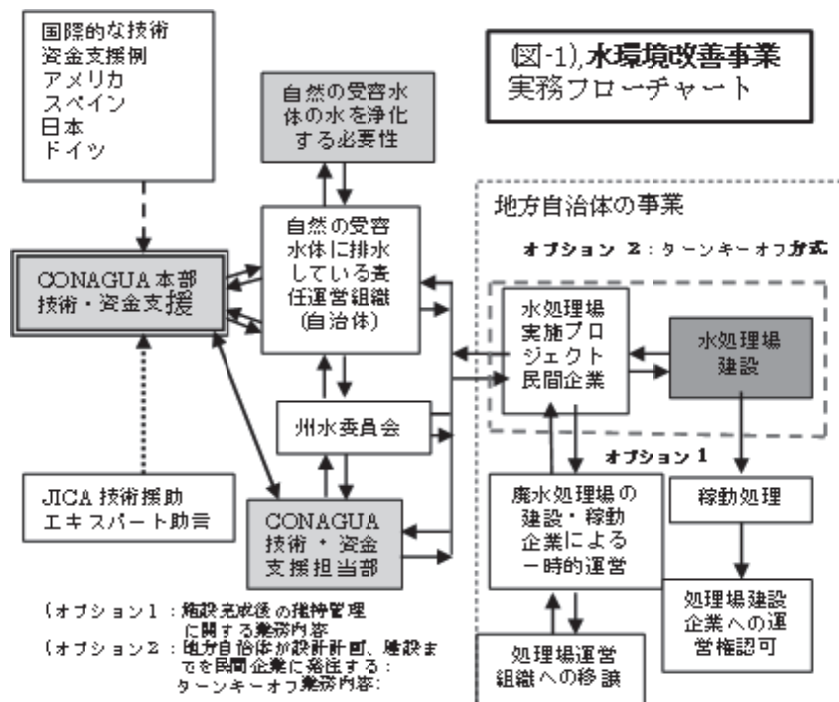 国際的な技術
資金支援例
アメリカ
スペイン
日本
ドイツ
(図-1),水環境改善事業
実務フローチャート
自然の受容水
体の水を浄化
する必要性
地方自治体の事業
オプション 2:ターンキーオフ方式
自然の受容
水体に排水
している責
任運営組織
(自治体)
CONAGUA 本部
技術・資金支援
水処理場
実施プロ
ジェクト
民間企業
水処理場
建設
州水委員会
オプション 1
JICA 技術援助
エキスパート助言
CONAGUA
技術・資金
支援担当部
廃水処理場の
建設・稼動
企業による
一時的運営
稼動処理
処理場建設
企業への運
営権認可
処理場運営
組織への移譲
(オプション1:施設完成後の維持管理
に関する業務内容
(オプション2:地方自治体が設計計画、建設ま
でを民間企業に発注する:
ターンキーオフ業務内容: